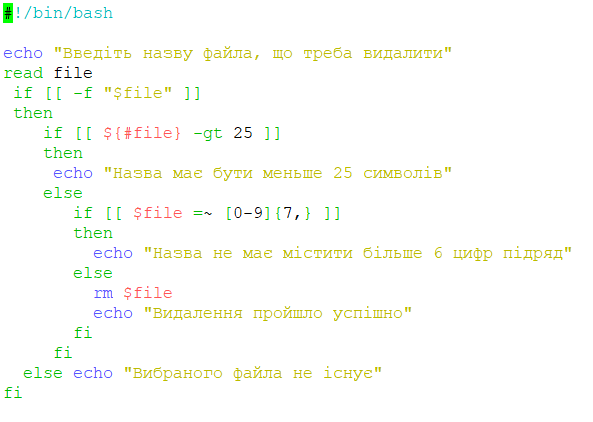 #!/bin/bash

echo "Введіть назву файла, що треба видалити"
read file
 if [[ -f "$file" ]]
 then
    if [[ ${#file} -gt 25 ]]
    then
     echo "Назва має бути меньше 25 символів"
    else
       if [[ $file =~ [0-9]{7,} ]]
       then
         echo "Назва не має містити більше 6 цифр підряд"
       else
         rm $file
         echo "Видалення пройшло успішно"
       fi
     fi
  else echo "Вибраного файла не існує"
fi